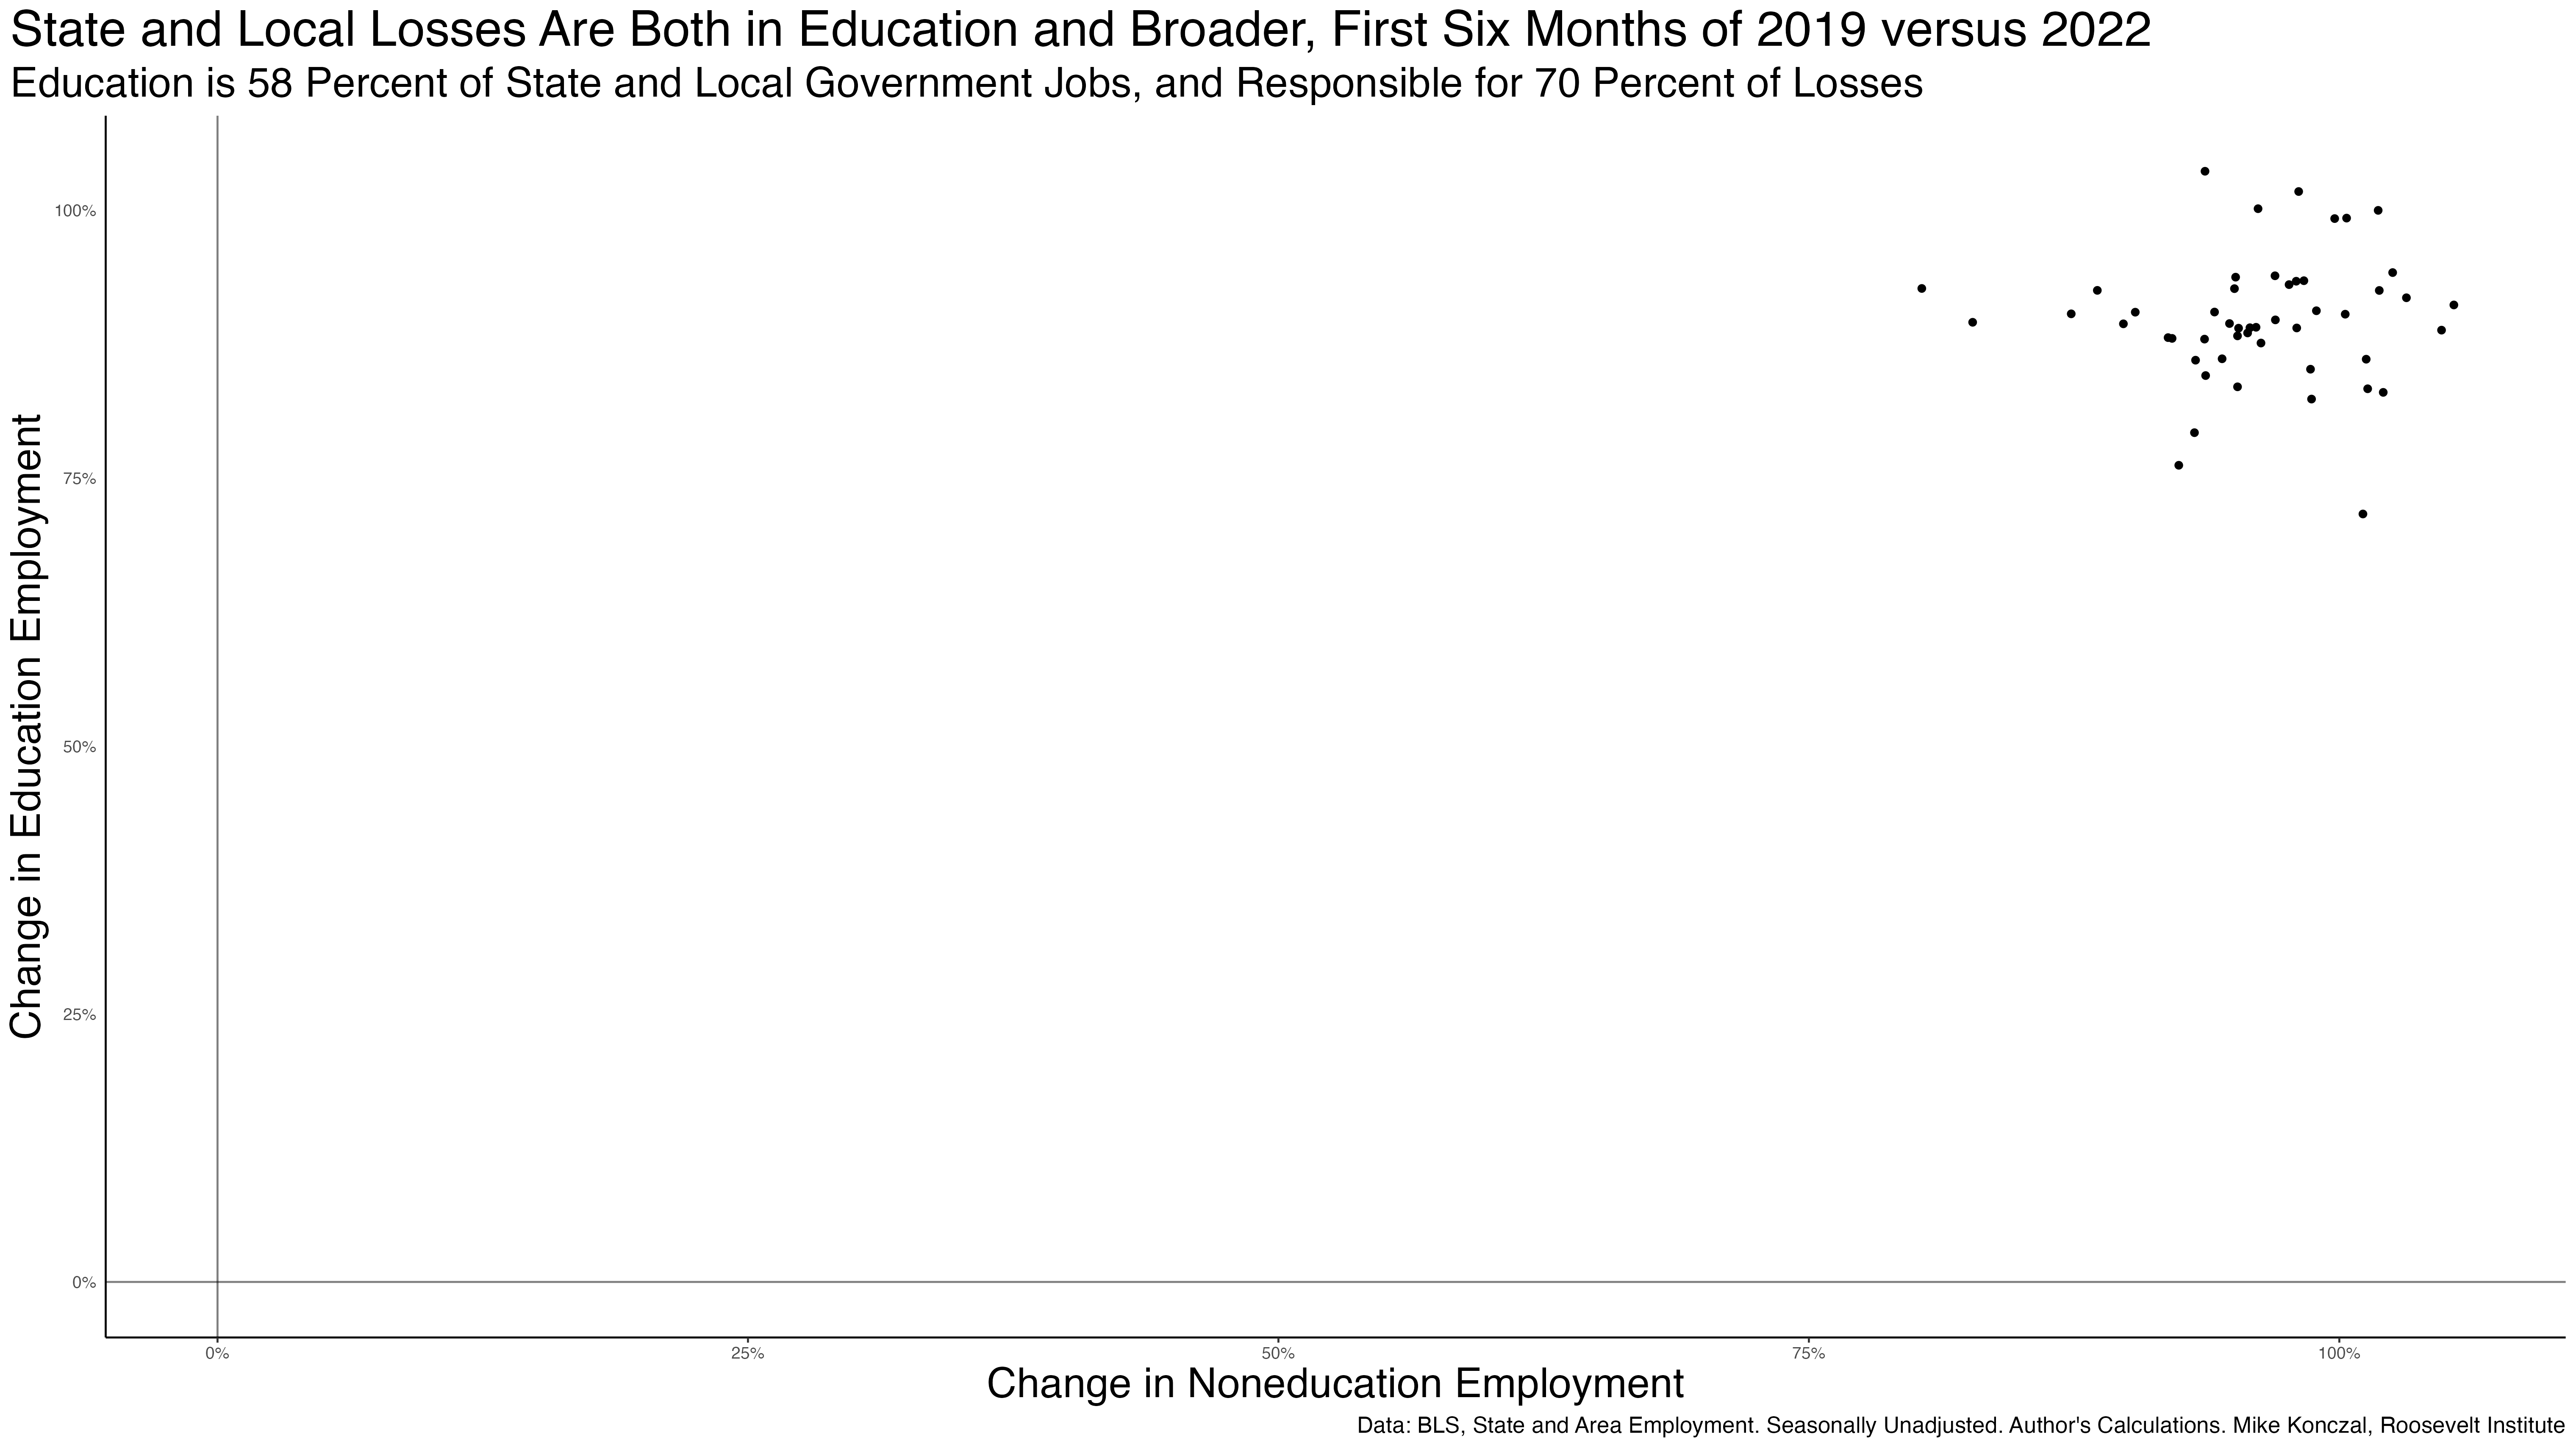 State and Local Losses Are Both in Education and Broader, First Six Months of 2019 versus 2022
Education is 58 Percent of State and Local Government Jobs, and Responsible for 70 Percent of Losses
Change in Education Employment
100%
75%
50%
25%
0%
0%
25%
50%
75%
100%
Change in Noneducation Employment
Data: BLS, State and Area Employment. Seasonally Unadjusted. Author's Calculations. Mike Konczal, Roosevelt Institute